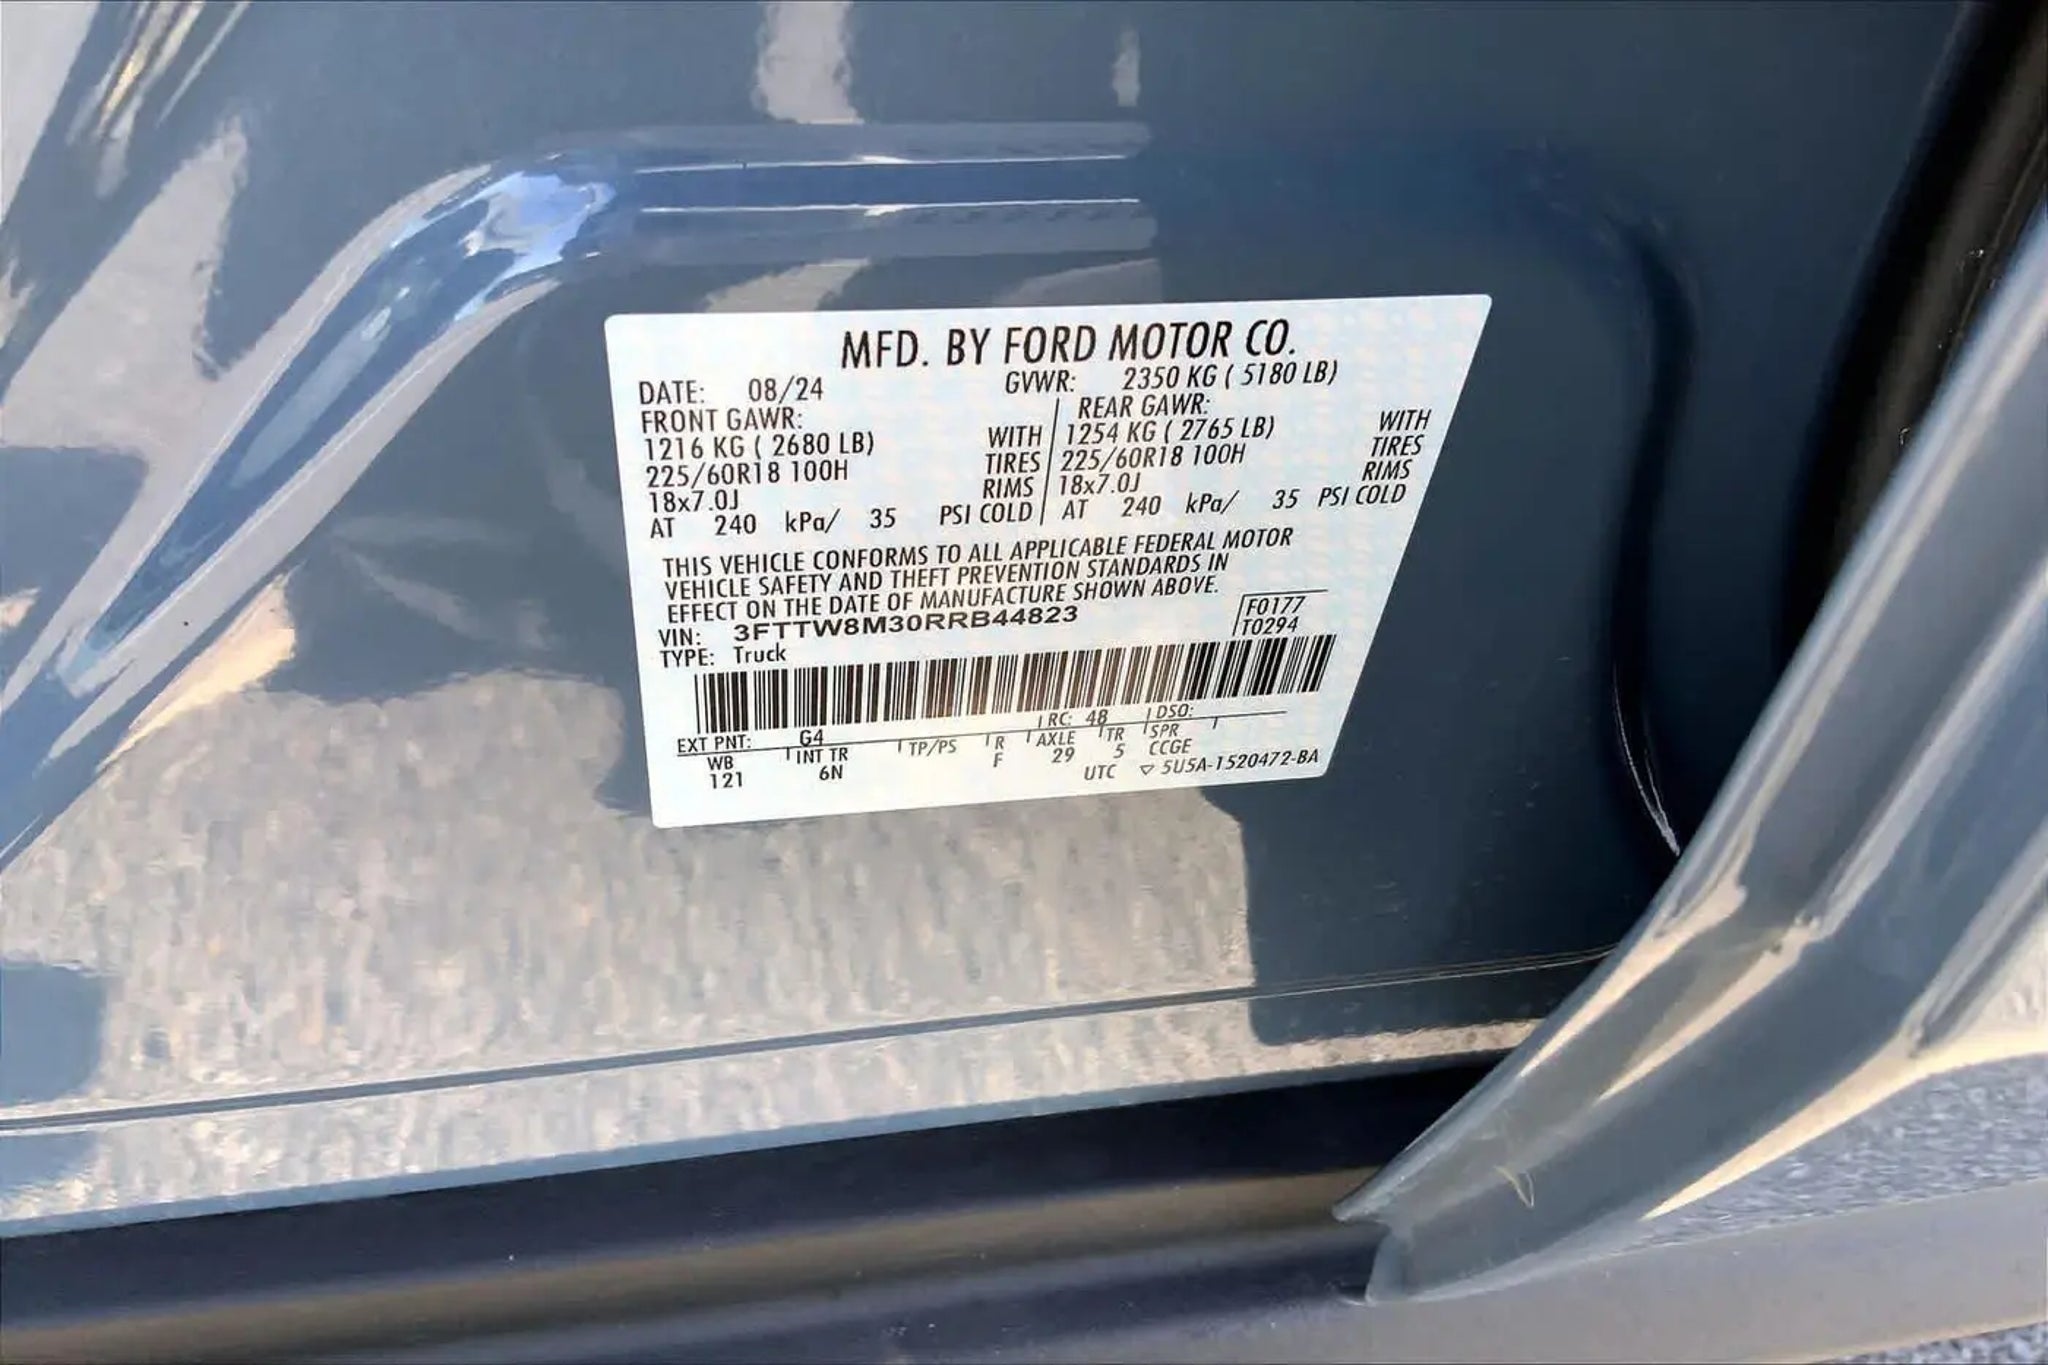 MFD. BY FORD MOTOR CO.
DATE: 08/24 GVWR: 2350 KG ( 5180 LB)
FRONT GAWR: REAR GAWR:
1216 KG ( 2680 LB) WITH 1254 KG ( 2765 LB) WITH
225/60R18 100H TIRES 225/60R18 100H TIRES
18x7.0J RIMS 18x7.0J RIMS
AT 240 kPa/ 35 PSI COLD AT 240 kPa/ 35 PSI COLD
THIS VEHICLE CONFORMS TO ALL APPLICABLE FEDERAL MOTOR
VEHICLE SAFETY AND THEFT PREVENTION STANDARDS IN
EFFECT ON THE DATE OF MANUFACTURE SHOWN ABOVE.
VIN: 3FTTW8M30RRB44823 F0177
TYPE: Truck T0294
EXT PNT: G4 RC: 48 DSO:
WB INT TR TP/PS R AXLE TR SPR
121 6N F 29 5 CCGE
UTC ▽ 5U5A-1520472-BA